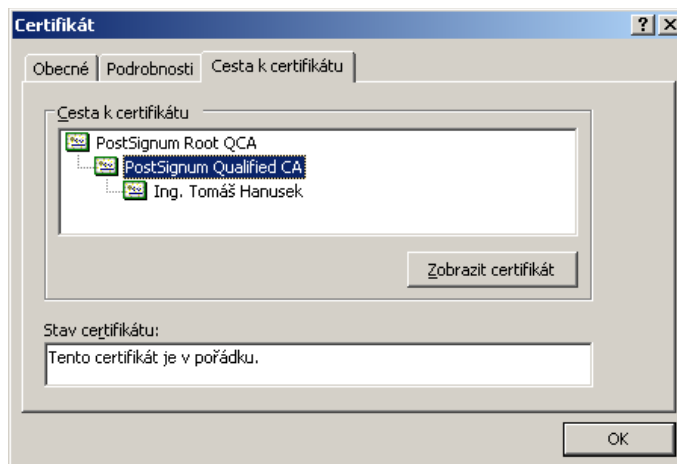 Certifikát
Obecné Podrobnosti Cesta k certifikátu
Cesta k certifikátu
PostSignum Root QCA
PostSignum Qualified CA
Ing. Tomáš Hanusek
Zobrazit certifikát
Stav certifikátu:
Tento certifikát je v pořádku.
OK